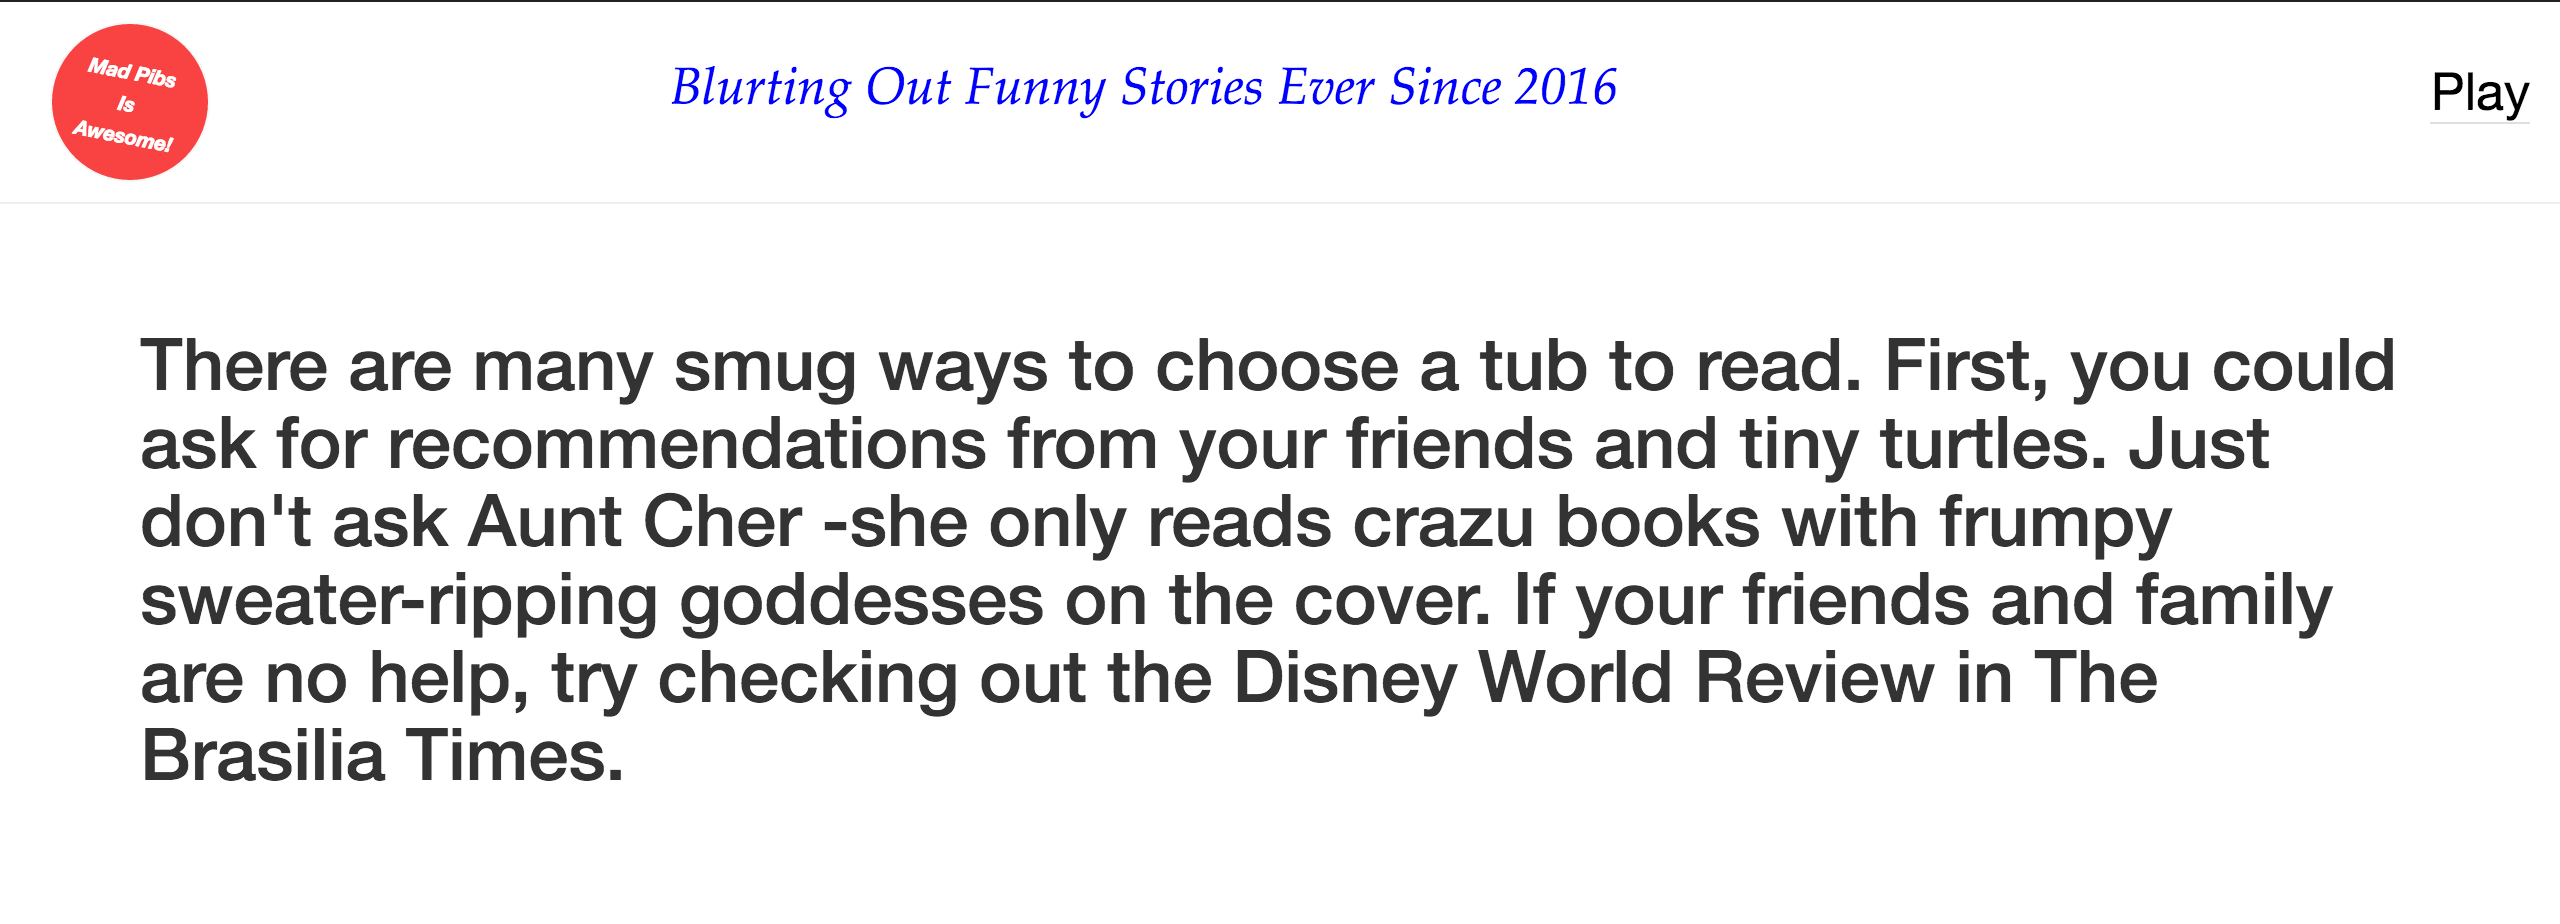 Mad Pibs
Is
Awesome!
Blurting Out Funny Stories Ever Since 2016
Play
There are many smug ways to choose a tub to read. First, you could
ask for recommendations from your friends and tiny turtles. Just
don't ask Aunt Cher -she only reads crazu books with frumpy
sweater-ripping goddesses on the cover. If your friends and family
are no help, try checking out the Disney World Review in The
Brasilia Times.